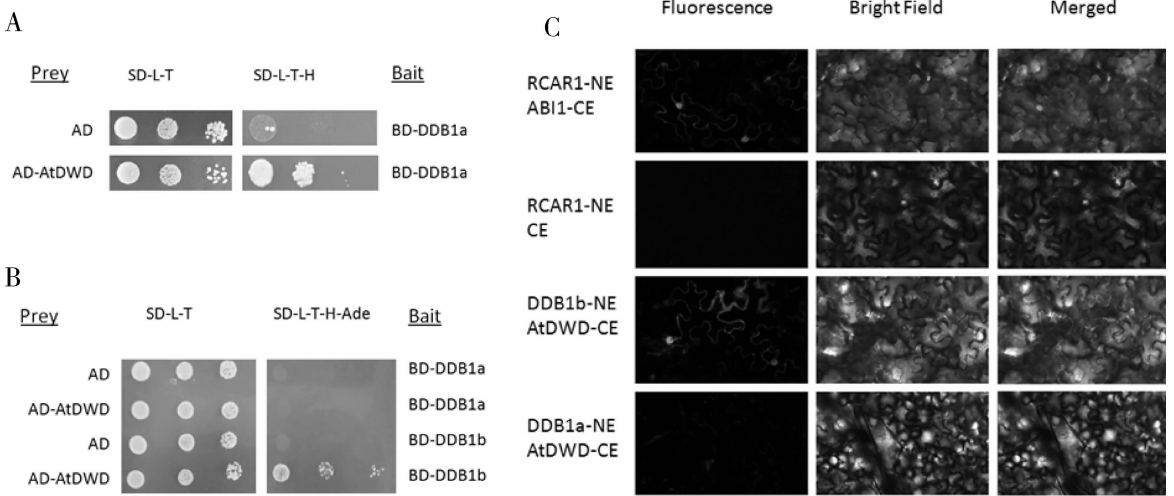 A
Prey SD-L-T SD-L-T-H Bait
AD BD-DDB1a
AD-AtDWD BD-DDB1a
B
Prey SD-L-T SD-L-T-H-Ade Bait
AD BD-DDB1a
AD-AtDWD BD-DDB1a
AD BD-DDB1b
AD-AtDWD BD-DDB1b
C
Fluorescence Bright Field Merged
RCAR1-NE
ABI1-CE
RCAR1-NE
CE
DDB1b-NE
AtDWD-CE
DDB1a-NE
AtDWD-CE